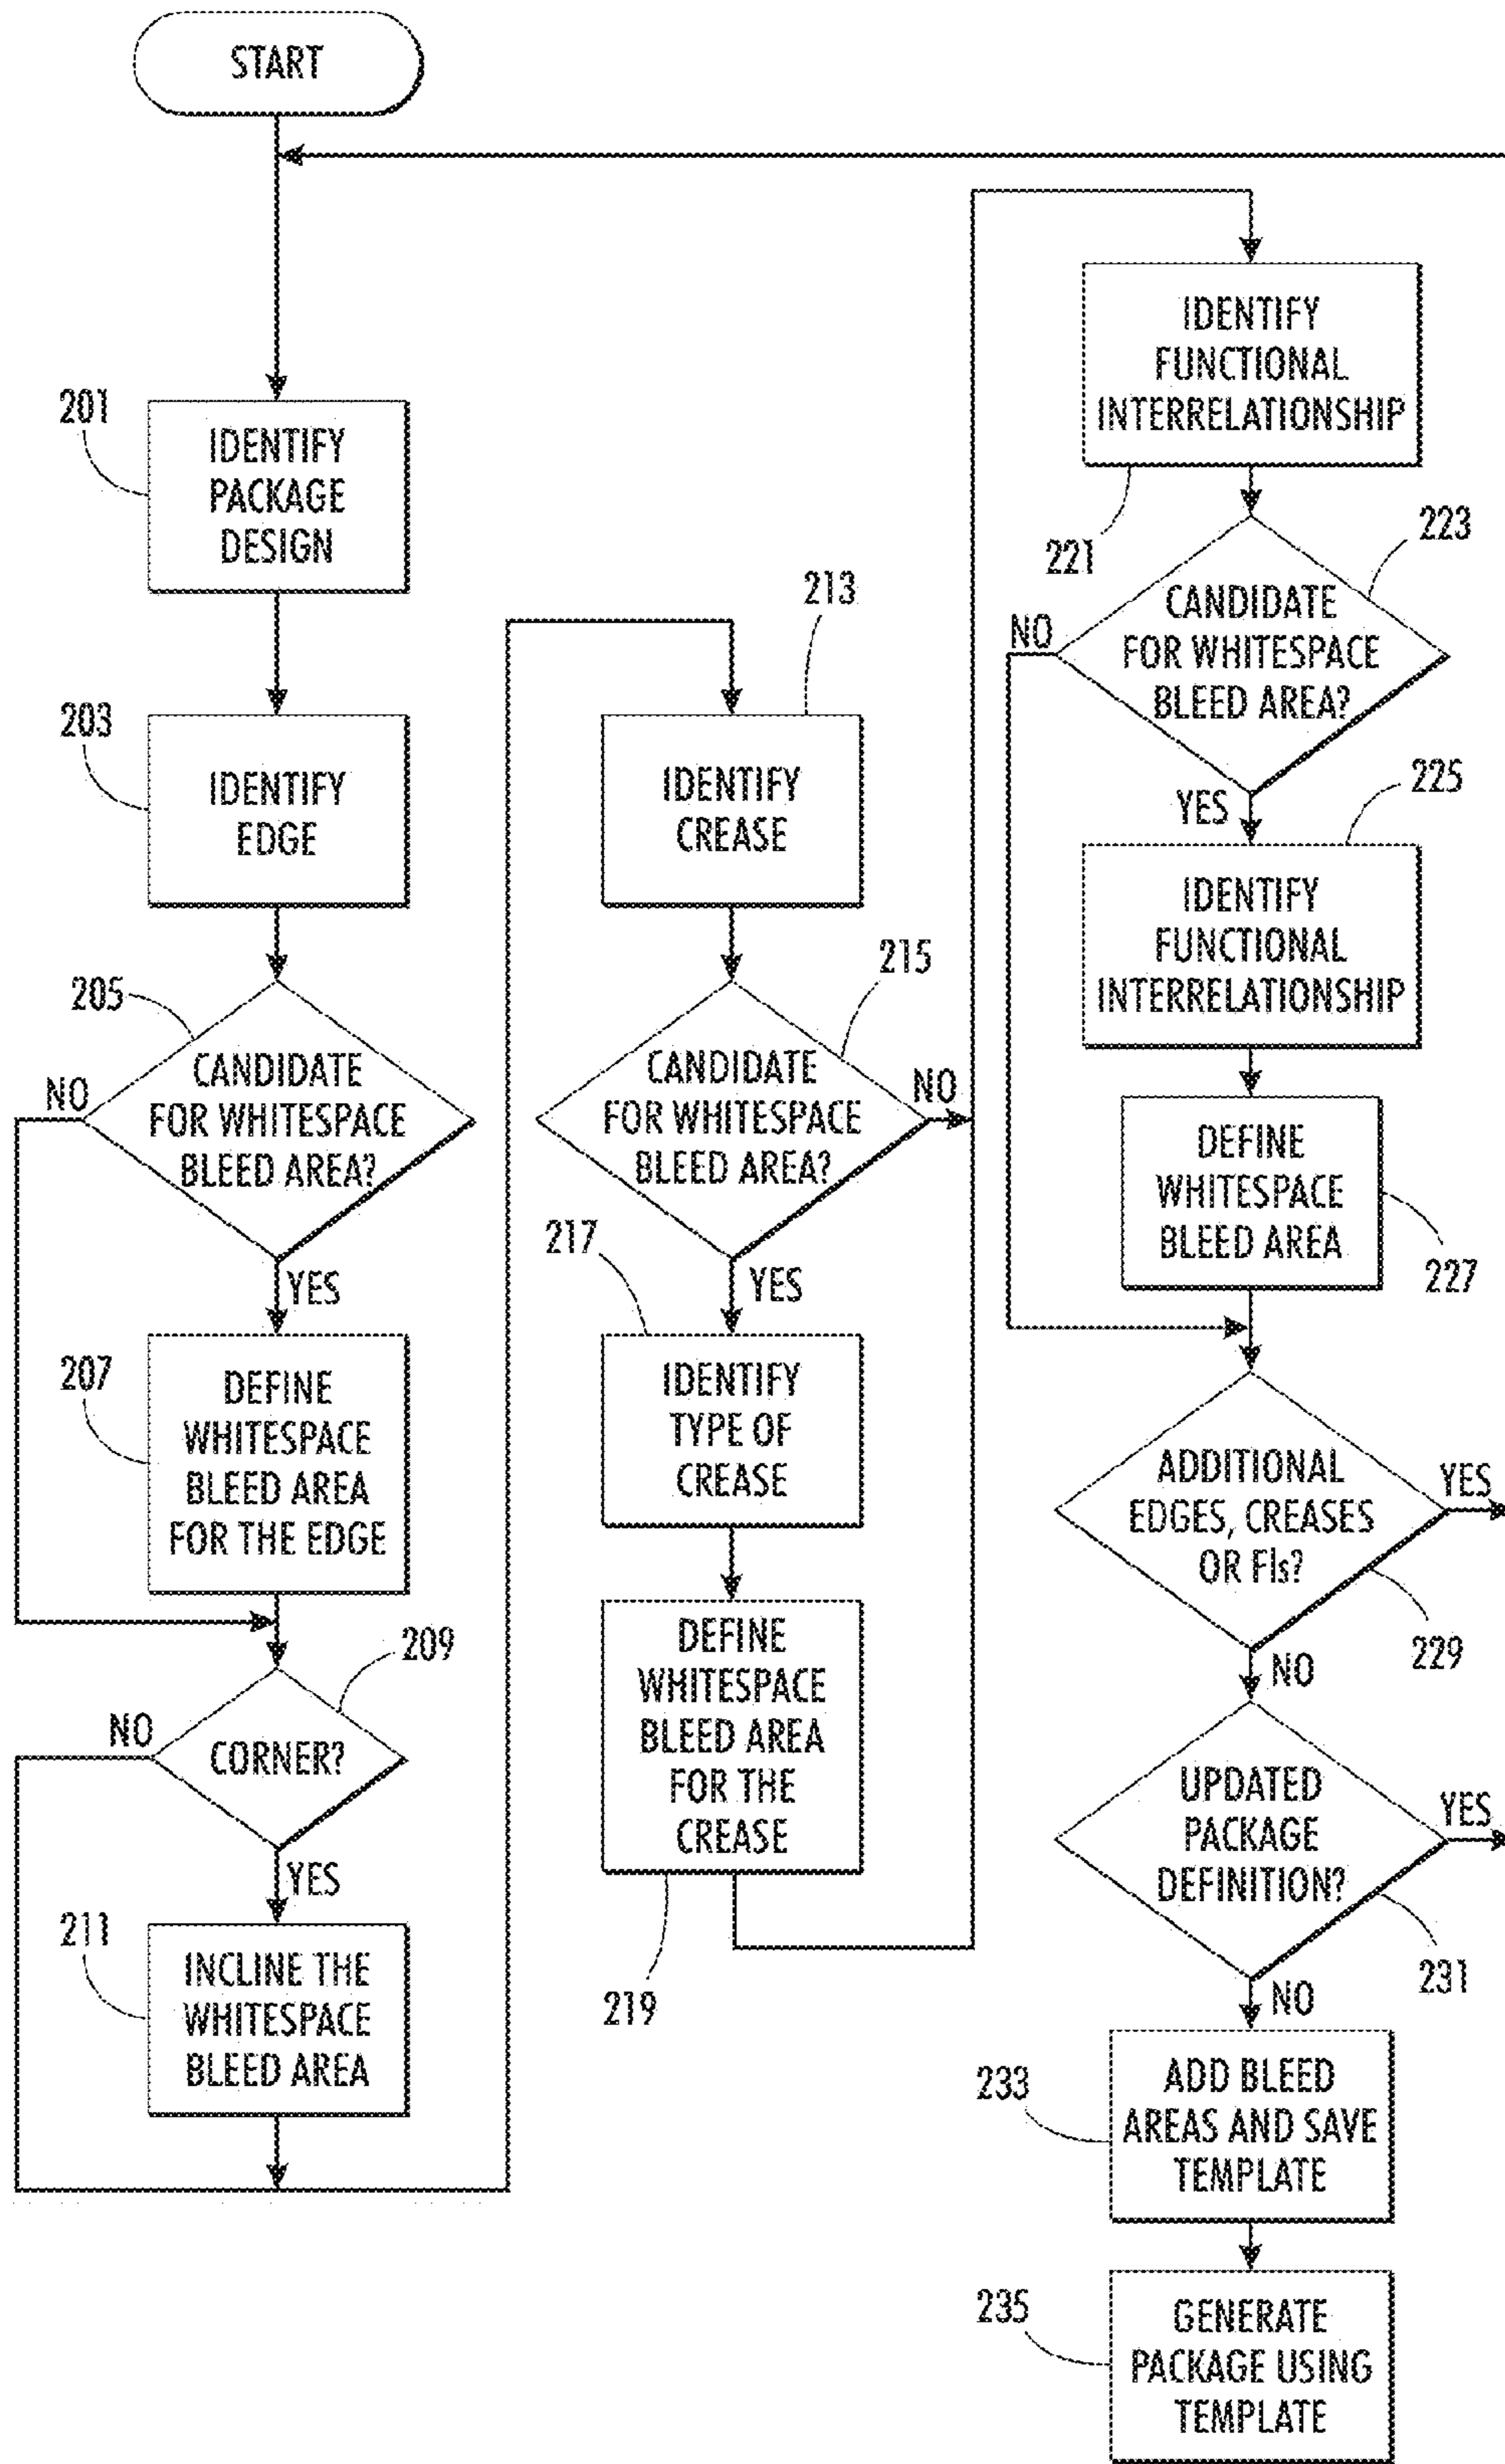 START
201
IDENTIFY
PACKAGE
DESIGN
203
IDENTIFY
EDGE
205
CANDIDATE
FOR WHITESPACE
BLEED AREA?
NO
YES
207
DEFINE
WHITESPACE
BLEED AREA
FOR THE EDGE
209
NO
CORNER?
YES
211
INCLINE THE
WHITESPACE
BLEED AREA
213
IDENTIFY
CREASE
215
CANDIDATE
FOR WHITESPACE
BLEED AREA?
NO
217
YES
IDENTIFY
TYPE OF
CREASE
DEFINE
WHITESPACE
BLEED AREA
FOR THE
CREASE
219
IDENTIFY
FUNCTIONAL
INTERRELATIONSHIP
221
223
NO
CANDIDATE
FOR WHITESPACE
BLEED AREA?
YES
225
IDENTIFY
FUNCTIONAL
INTERRELATIONSHIP
DEFINE
WHITESPACE
BLEED AREA
227
ADDITIONAL
EDGES, CREASES
OR FIs?
YES
229
NO
UPDATED
PACKAGE
DEFINITION?
YES
231
NO
233
ADD BLEED
AREAS AND SAVE
TEMPLATE
235
GENERATE
PACKAGE USING
TEMPLATE